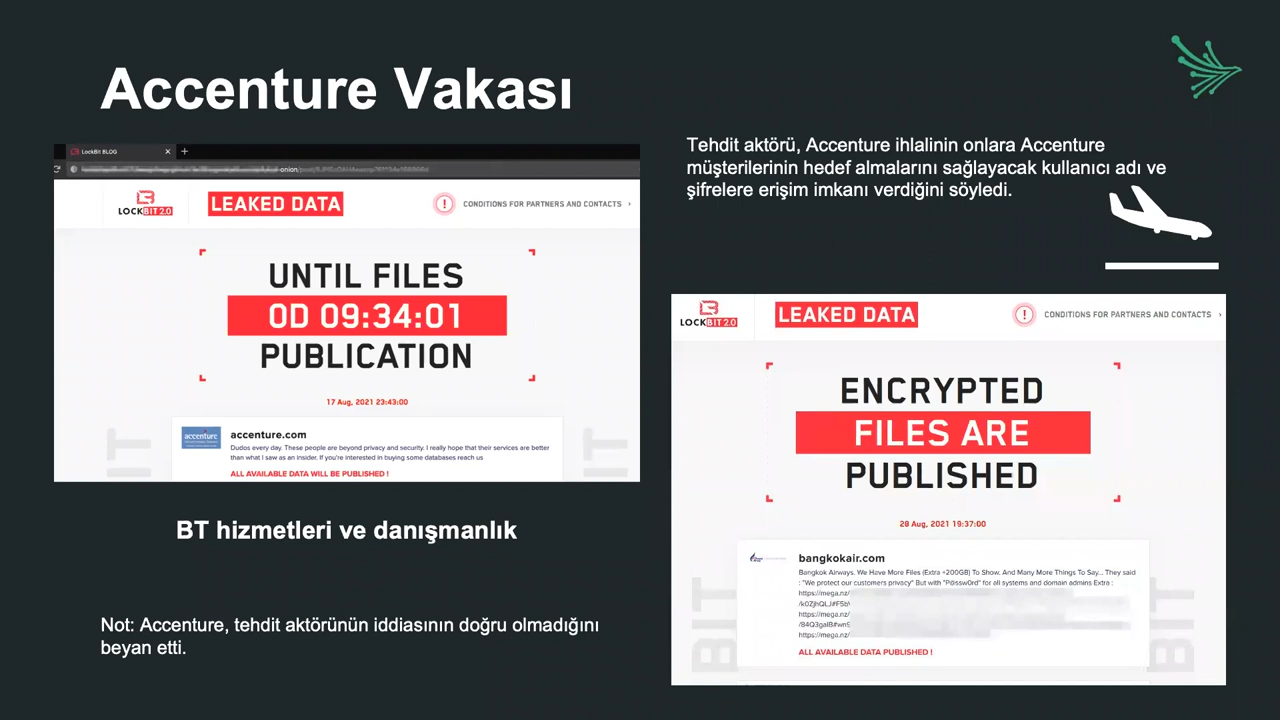 Accenture Vakası
LockBit BLOG
LOCKBIT 2.0
LEAKED DATA
CONDITIONS FOR PARTNERS AND CONTACTS
UNTIL FILES
0D 09:34:01
PUBLICATION
17 Aug, 2021 23:43:00
accenture
accenture.com
Dudos every day. These people are beyond privacy and security. I really hope that their services are better
than what I saw as an insider. If you're interested in buying some databases reach us
ALL AVAILABLE DATA WILL BE PUBLISHED !
BIT
BT hizmetleri ve danışmanlık
Not: Accenture, tehdit aktörünün iddiasının doğru olmadığını
beyan etti.
Tehdit aktörü, Accenture ihlalinin onlara Accenture
müşterilerinin hedef almalarını sağlayacak kullanıcı adı ve
şifrelere erişim imkanı verdiğini söyledi.
LOCKBIT 2.0
LEAKED DATA
CONDITIONS FOR PARTNERS AND CONTACTS
ENCRYPTED
FILES ARE
PUBLISHED
28 Aug, 2021 19:37:00
bangkokair.com
Bangkok Airways. We Have More Files (Extra +200GB) To Show. And Many More Things To Say... They said
: "We protect our customers privacy" But with for all systems and domain admins Extra :
https://mega.nz/
https://mega.nz/
https://mega.nz/
ALL AVAILABLE DATA PUBLISHED !
BIT
BIT